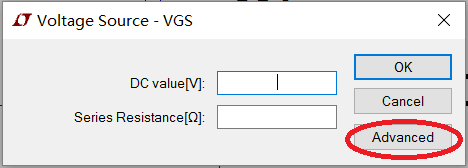 Voltage Source - VGS
DC value[V]:
OK
Series Resistance[Ω]:
Cancel
Advanced